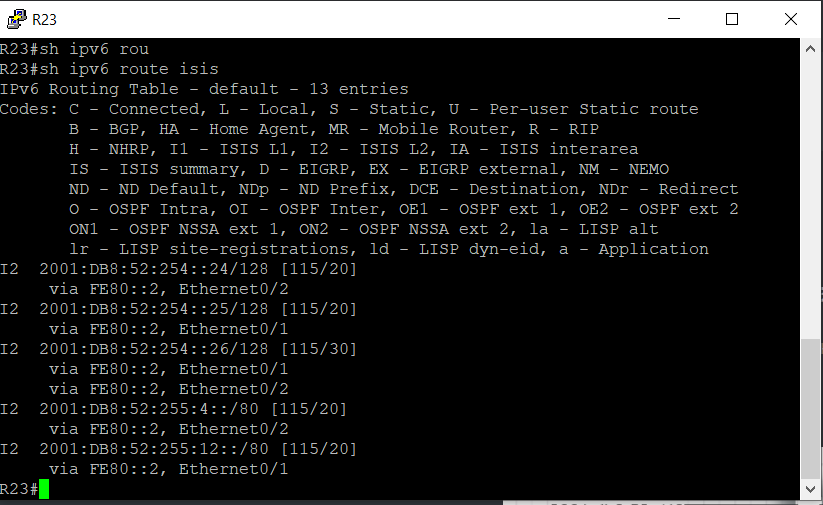 R23
R23#sh ipv6 rou
R23#sh ipv6 route isis
IPv6 Routing Table - default - 13 entries
Codes: C - Connected, L - Local, S - Static, U - Per-user Static route
       B - BGP, HA - Home Agent, MR - Mobile Router, R - RIP
       H - NHRP, I1 - ISIS L1, I2 - ISIS L2, IA - ISIS interarea
       IS - ISIS summary, D - EIGRP, EX - EIGRP external, NM - NEMO
       ND - ND Default, NDp - ND Prefix, DCE - Destination, NDr - Redirect
       O - OSPF Intra, OI - OSPF Inter, OE1 - OSPF ext 1, OE2 - OSPF ext 2
       ON1 - OSPF NSSA ext 1, ON2 - OSPF NSSA ext 2, la - LISP alt
       lr - LISP site-registrations, ld - LISP dyn-eid, a - Application
I2  2001:DB8:52:254::24/128 [115/20]
     via FE80::2, Ethernet0/2
I2  2001:DB8:52:254::25/128 [115/20]
     via FE80::2, Ethernet0/1
I2  2001:DB8:52:254::26/128 [115/30]
     via FE80::2, Ethernet0/1
     via FE80::2, Ethernet0/2
I2  2001:DB8:52:255:4::/80 [115/20]
     via FE80::2, Ethernet0/2
I2  2001:DB8:52:255:12::/80 [115/20]
     via FE80::2, Ethernet0/1
R23#